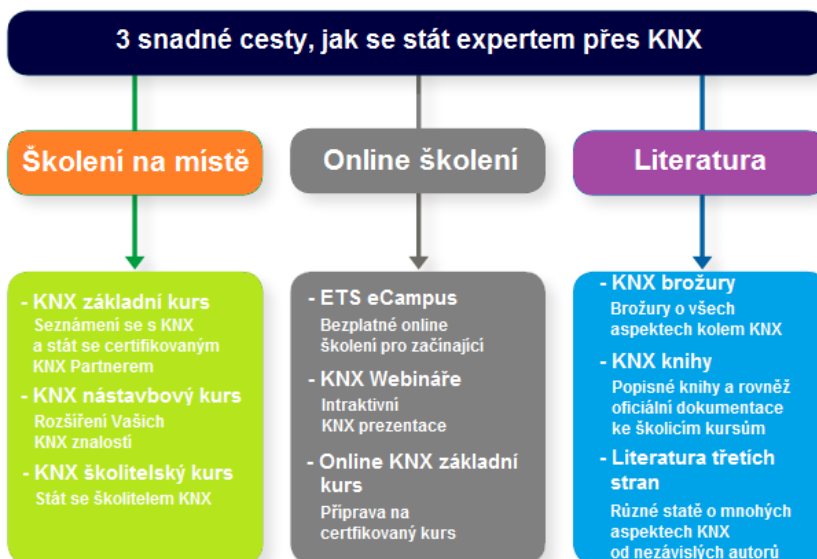 3 snadné cesty, jak se stát expertem přes KNX
Školení na místě
- KNX základní kurs
Seznámení se s KNX
a stát se certifikovaným
KNX Partnerem
- KNX nástavbový kurs
Rozšíření Vašich
KNX znalostí
- KNX školitelský kurs
Stát se školitelem KNX
Online školení
- ETS eCampus
Bezplatné online
školení pro začínající
- KNX Webináře
Intraktivní
KNX prezentace
- Online KNX základní
kurs
Příprava na
certfikovaný kurs
Literatura
- KNX brožury
Brožury o všech
aspektech kolem KNX
- KNX knihy
Popisné knihy a rovněž
oficiální dokumentace
ke školicím kursům
- Literatura třetích
stran
Různé statě o mnohých
aspektech KNX
od nezávislých autorů